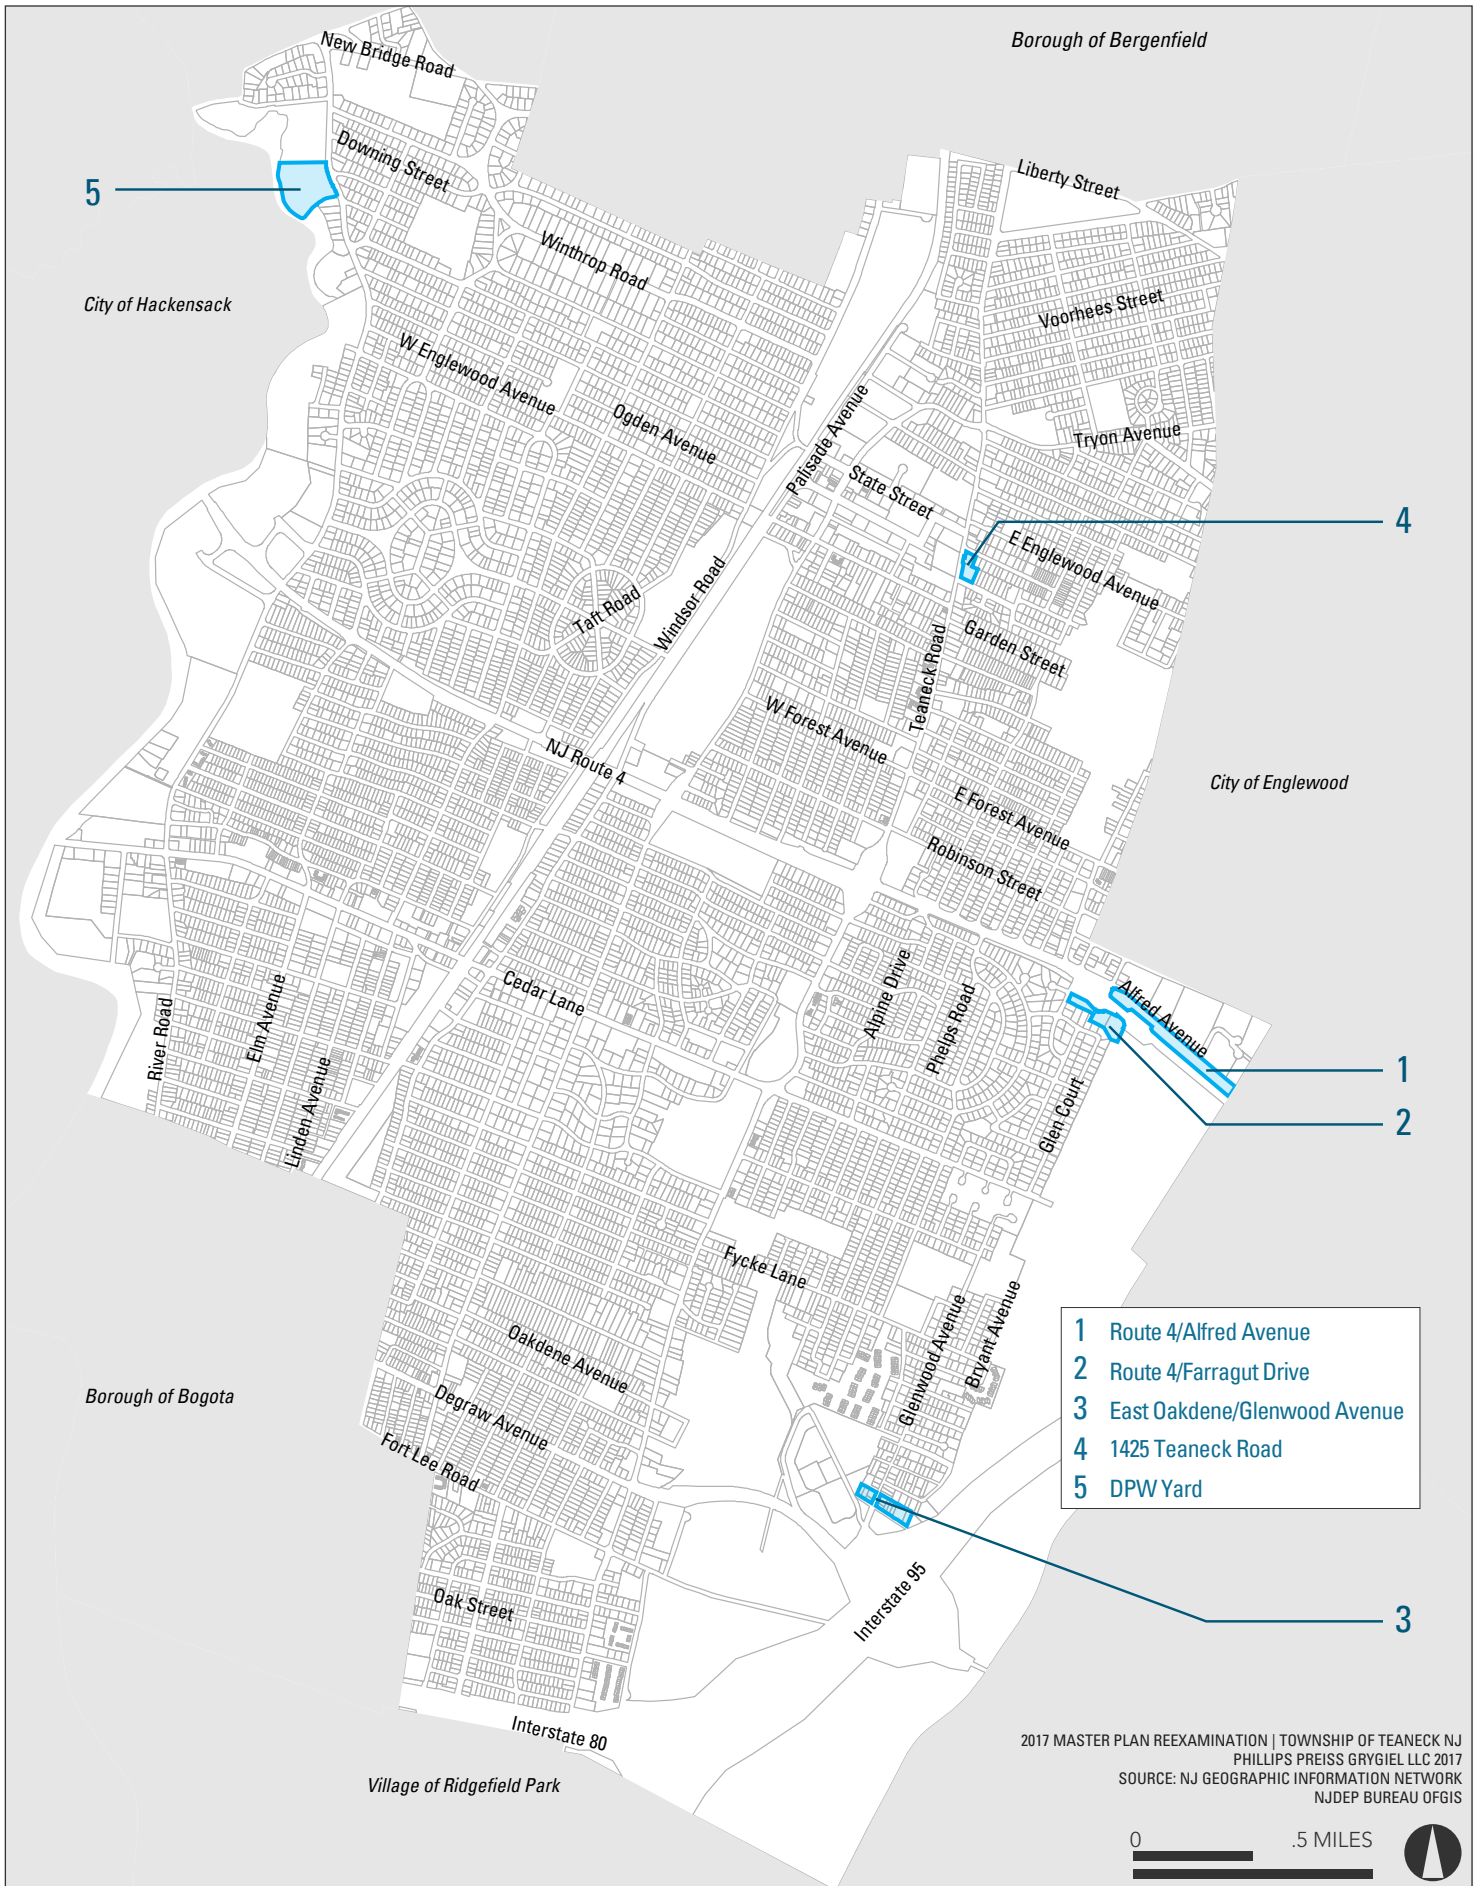 New Bridge Road
Borough of Bergenfield
Downing Street
Liberty Street
5
Winthrop Road
City of Hackensack
Voorhees Street
W Englewood Avenue
Ogden Avenue
Palisade Avenue
Tryon Avenue
State Street
4
E Englewood Avenue
Taft Road
Windsor Road
Garden Street
Teaneck Road
W Forest Avenue
NJ Route 4
City of Englewood
E Forest Avenue
Robinson Street
Cedar Lane
Alpine Drive
Phelps Road
Alfred Avenue
River Road
Elm Avenue
Linden Avenue
Glen Court
1
2
Fycke Lane
Oakdene Avenue
Glenwood Avenue
Bryant Avenue
1 Route 4/Alfred Avenue
2 Route 4/Farragut Drive
3 East Oakdene/Glenwood Avenue
4 1425 Teaneck Road
5 DPW Yard
Borough of Bogota
Degraw Avenue
Fort Lee Road
Oak Street
Interstate 95
3
Interstate 80
Village of Ridgefield Park
2017 MASTER PLAN REEXAMINATION | TOWNSHIP OF TEANECK NJ
PHILLIPS PREISS GRYGIEL LLC 2017
SOURCE: NJ GEOGRAPHIC INFORMATION NETWORK
NJDEP BUREAU OFGIS
0 .5 MILES